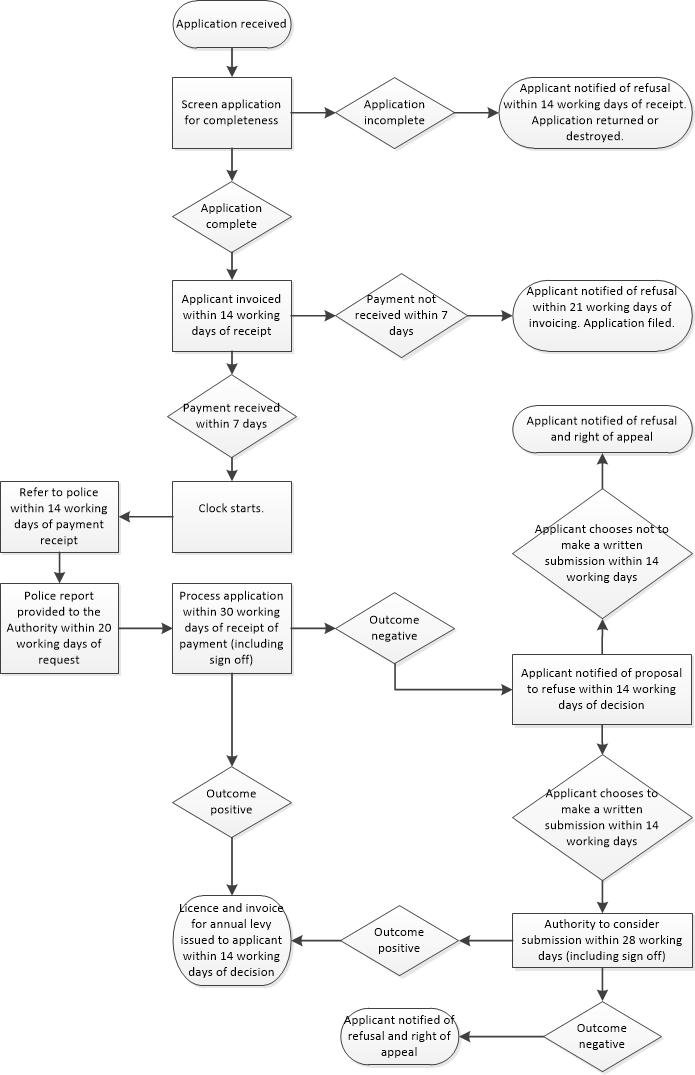 Application received
Screen application
for completeness
Application
incomplete
Applicant notified of refusal
within 14 working days of receipt.
Application returned or
destroyed.
Application
complete
Applicant invoiced
within 14 working
days of receipt
Payment not
received within 7
days
Applicant notified of refusal
within 21 working days of
invoicing. Application filed.
Payment received
within 7 days
Applicant notified of refusal
and right of appeal
Refer to police
within 14 working
days of payment
receipt
Clock starts.
Applicant chooses not to
make a written
submission within 14
working days
Police report
provided to the
Authority within 20
working days of
request
Process application
within 30 working
days of receipt of
payment (including
sign off)
Outcome
negative
Applicant notified of proposal
to refuse within 14 working
days of decision
Outcome
positive
Applicant chooses to
make a written
submission within 14
working days
Licence and invoice
for annual levy
issued to applicant
within 14 working
days of decision
Outcome
positive
Authority to consider
submission within 28 working
days (including sign off)
Applicant notified of
refusal and right of
appeal
Outcome
negative